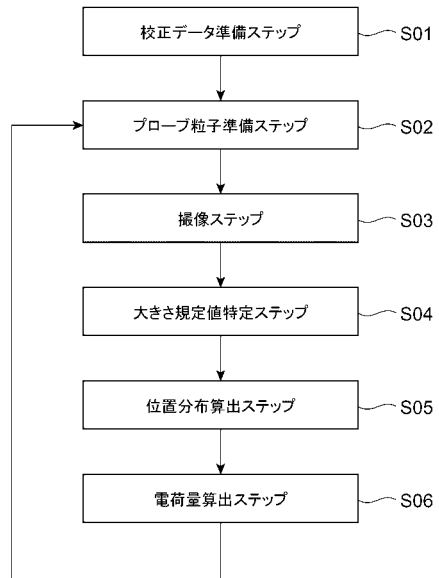 校正データ準備ステップ S01
プローブ粒子準備ステップ S02
撮像ステップ S03
大きさ規定値特定ステップ S04
位置分布算出ステップ S05
電荷量算出ステップ S06